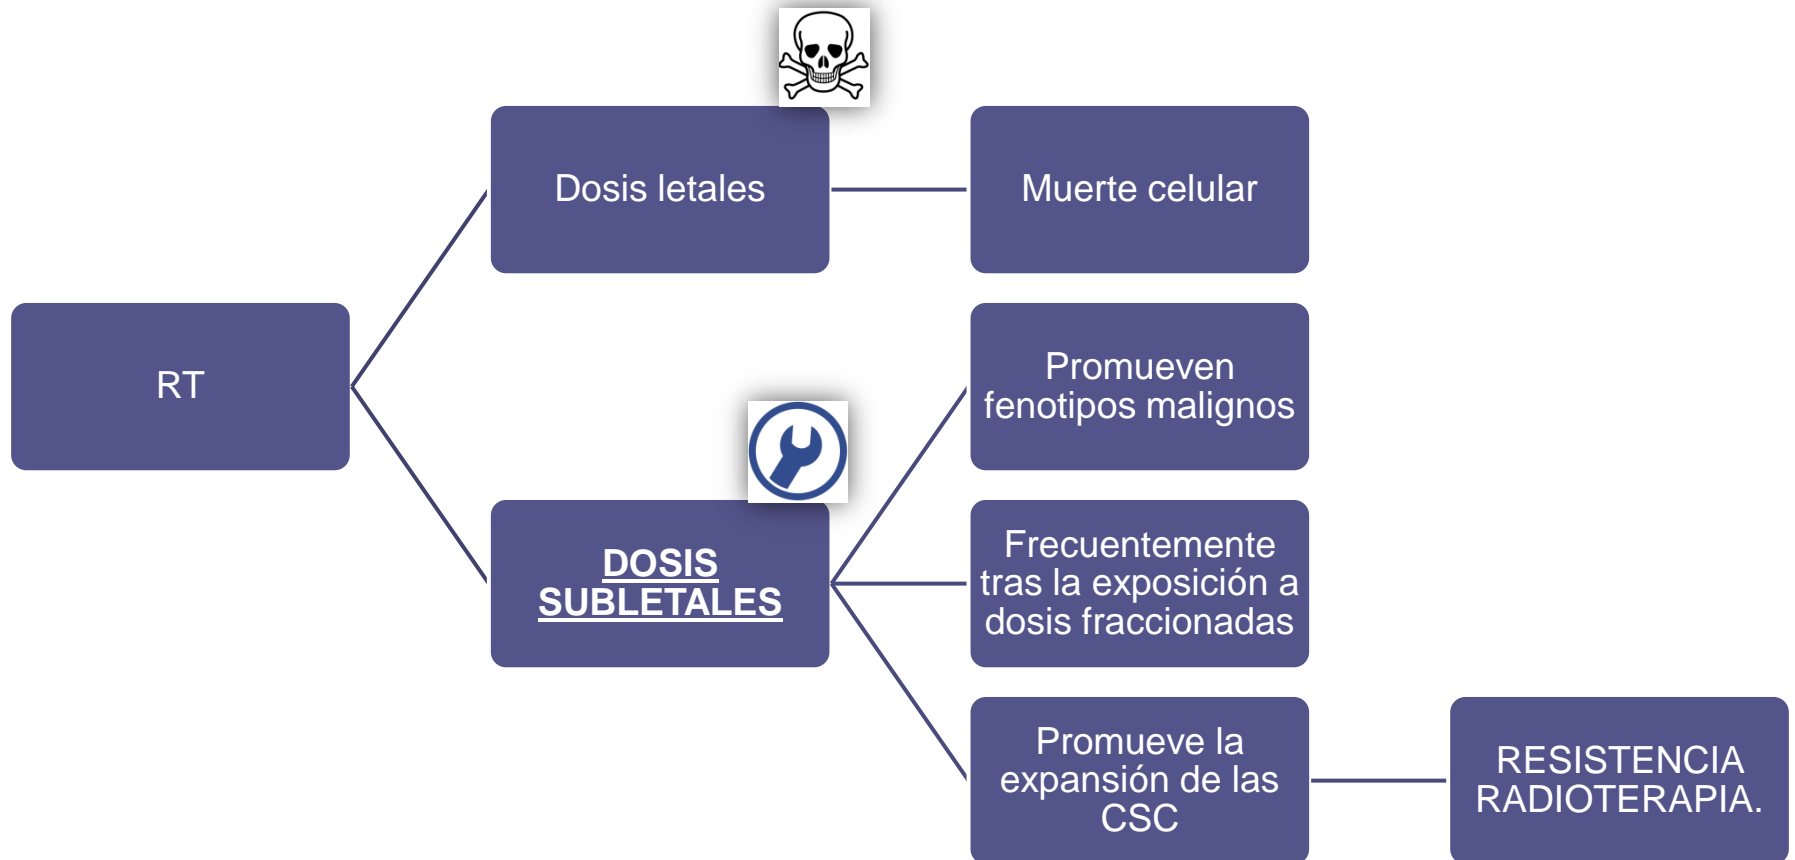 RT
Dosis letales
Muerte celular
DOSIS
SUBLETALES
Promueven
fenotipos malignos
Frecuentemente
tras la exposición a
dosis fraccionadas
Promueve la
expansión de las
CSC
RESISTENCIA
RADIOTERAPIA.